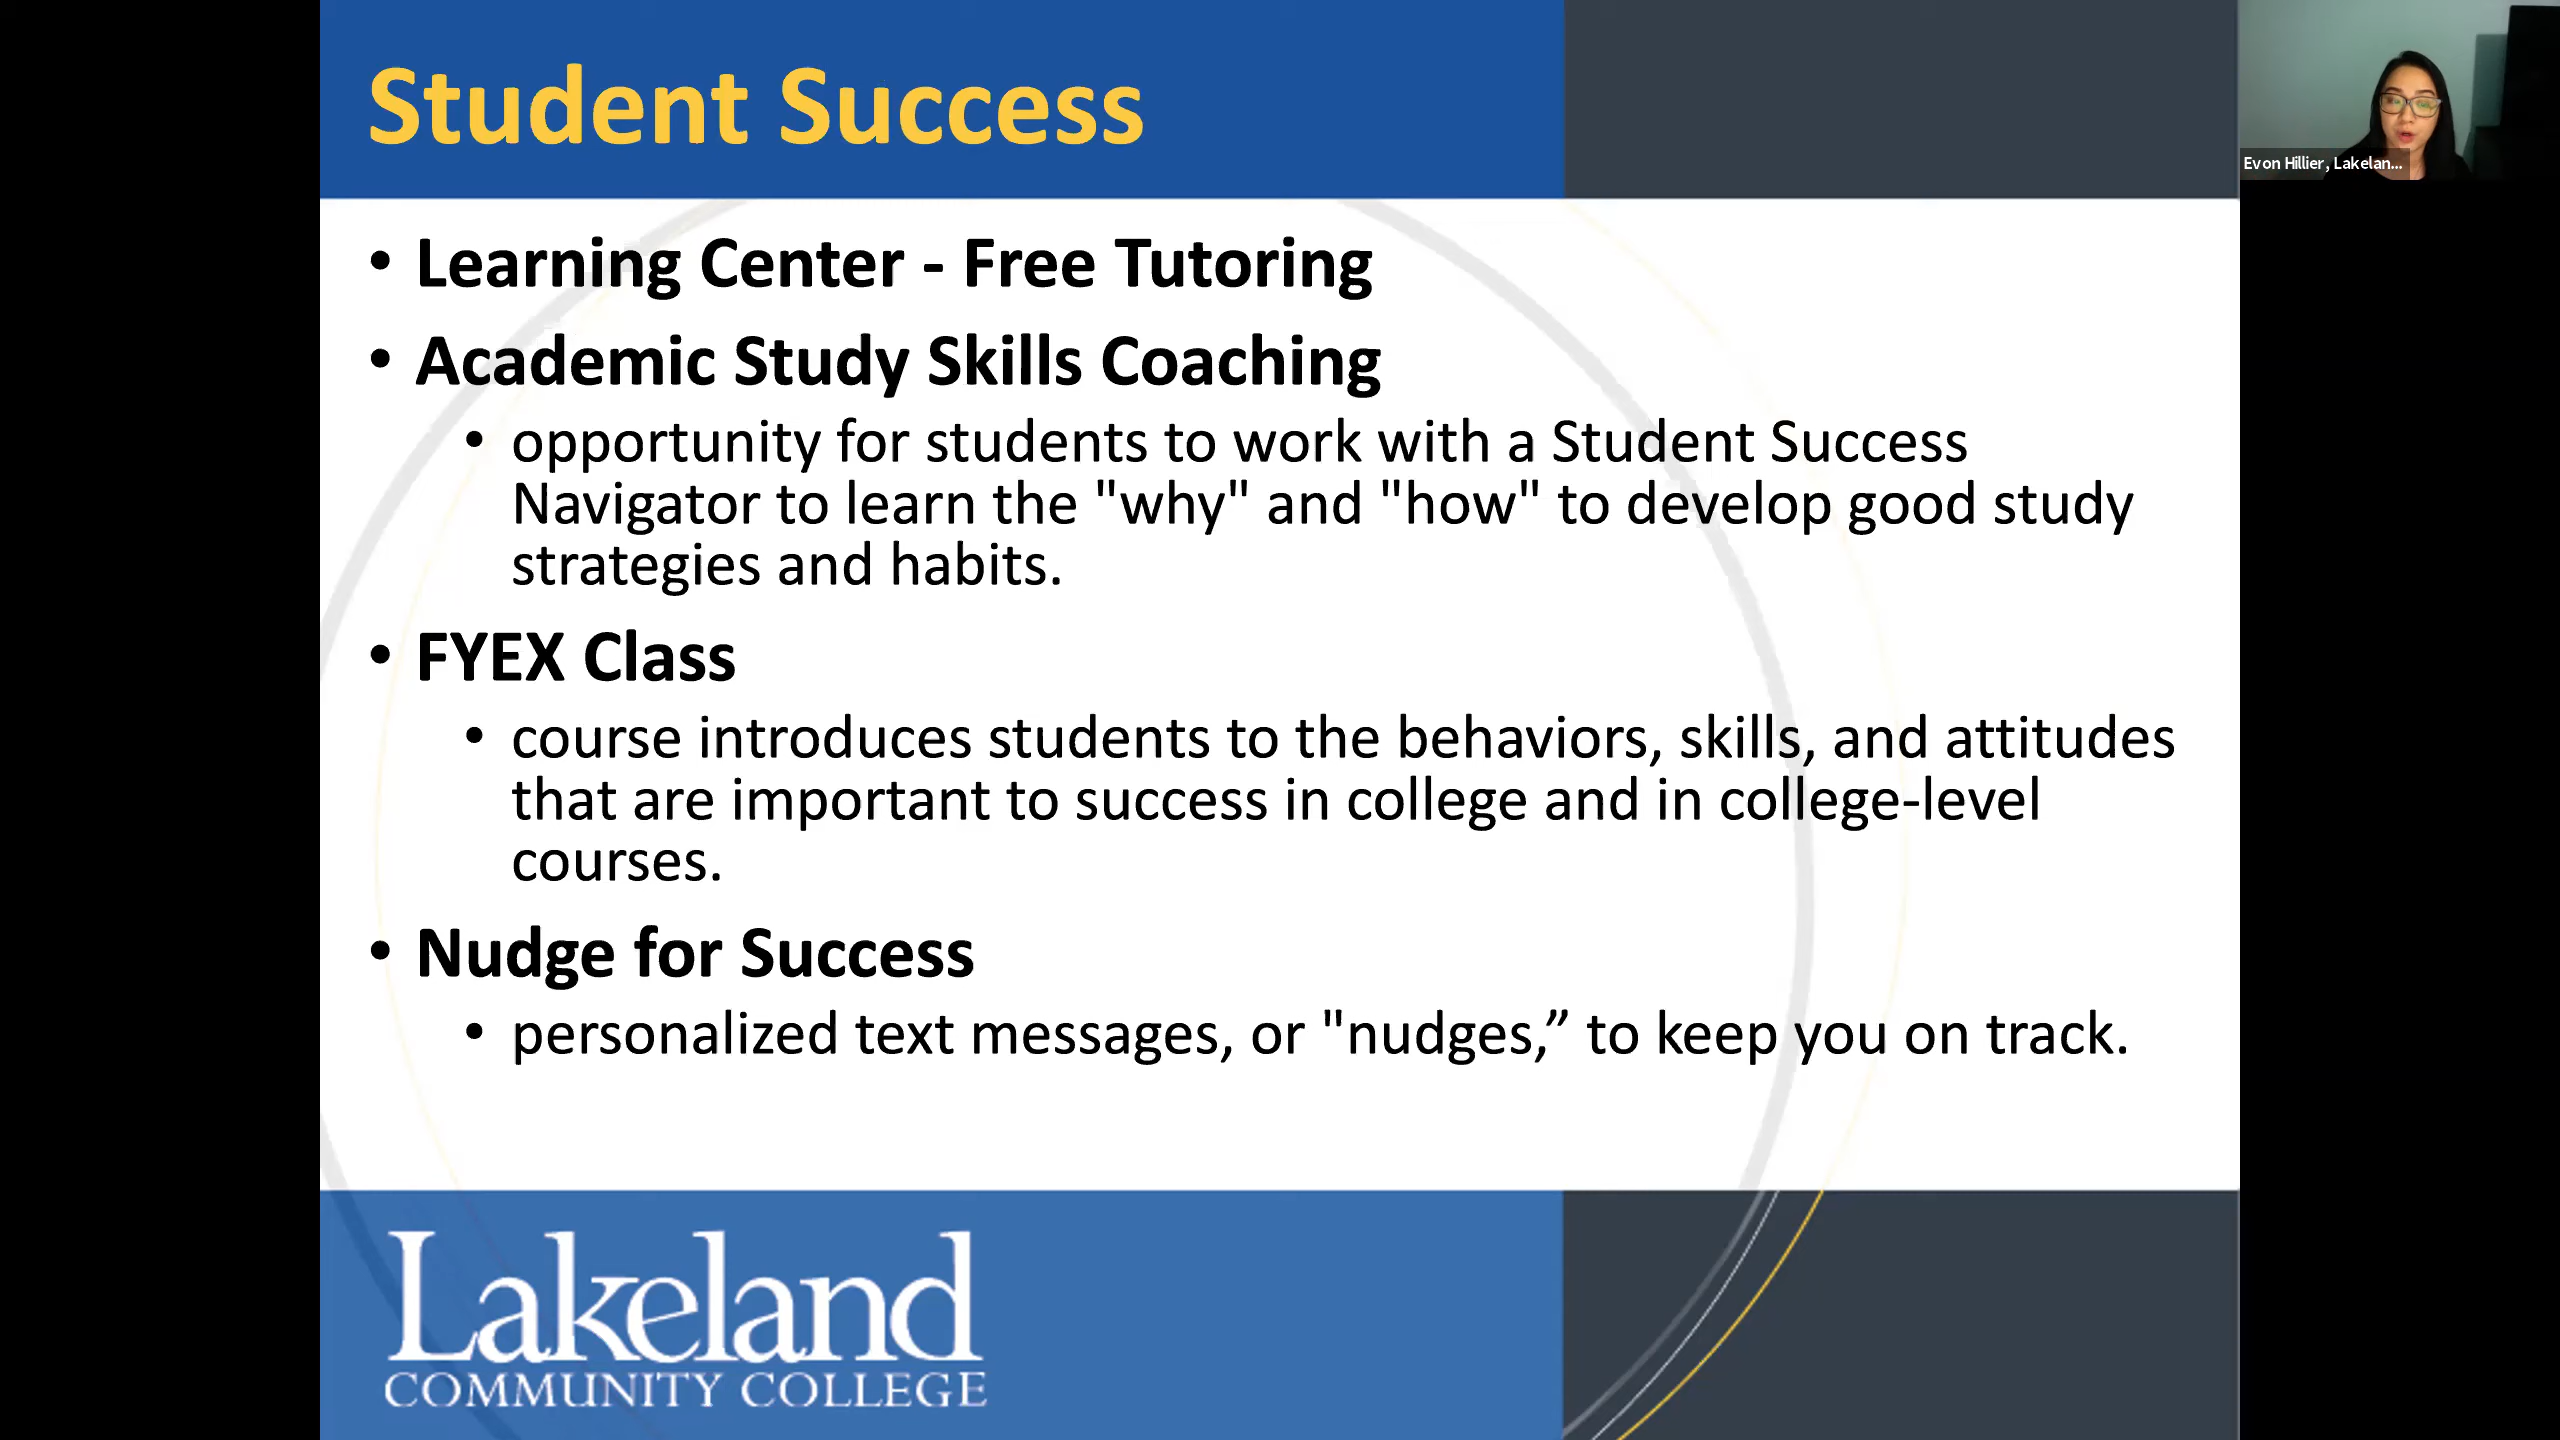 Student Success
Evon Hillier, Lakelan...
• Learning Center - Free Tutoring
• Academic Study Skills Coaching
• opportunity for students to work with a Student Success
Navigator to learn the "why" and "how" to develop good study
strategies and habits.
• FYEX Class
• course introduces students to the behaviors, skills, and attitudes
that are important to success in college and in college-level
courses.
• Nudge for Success
• personalized text messages, or "nudges,” to keep you on track.
Lakeland
COMMUNITY COLLEGE